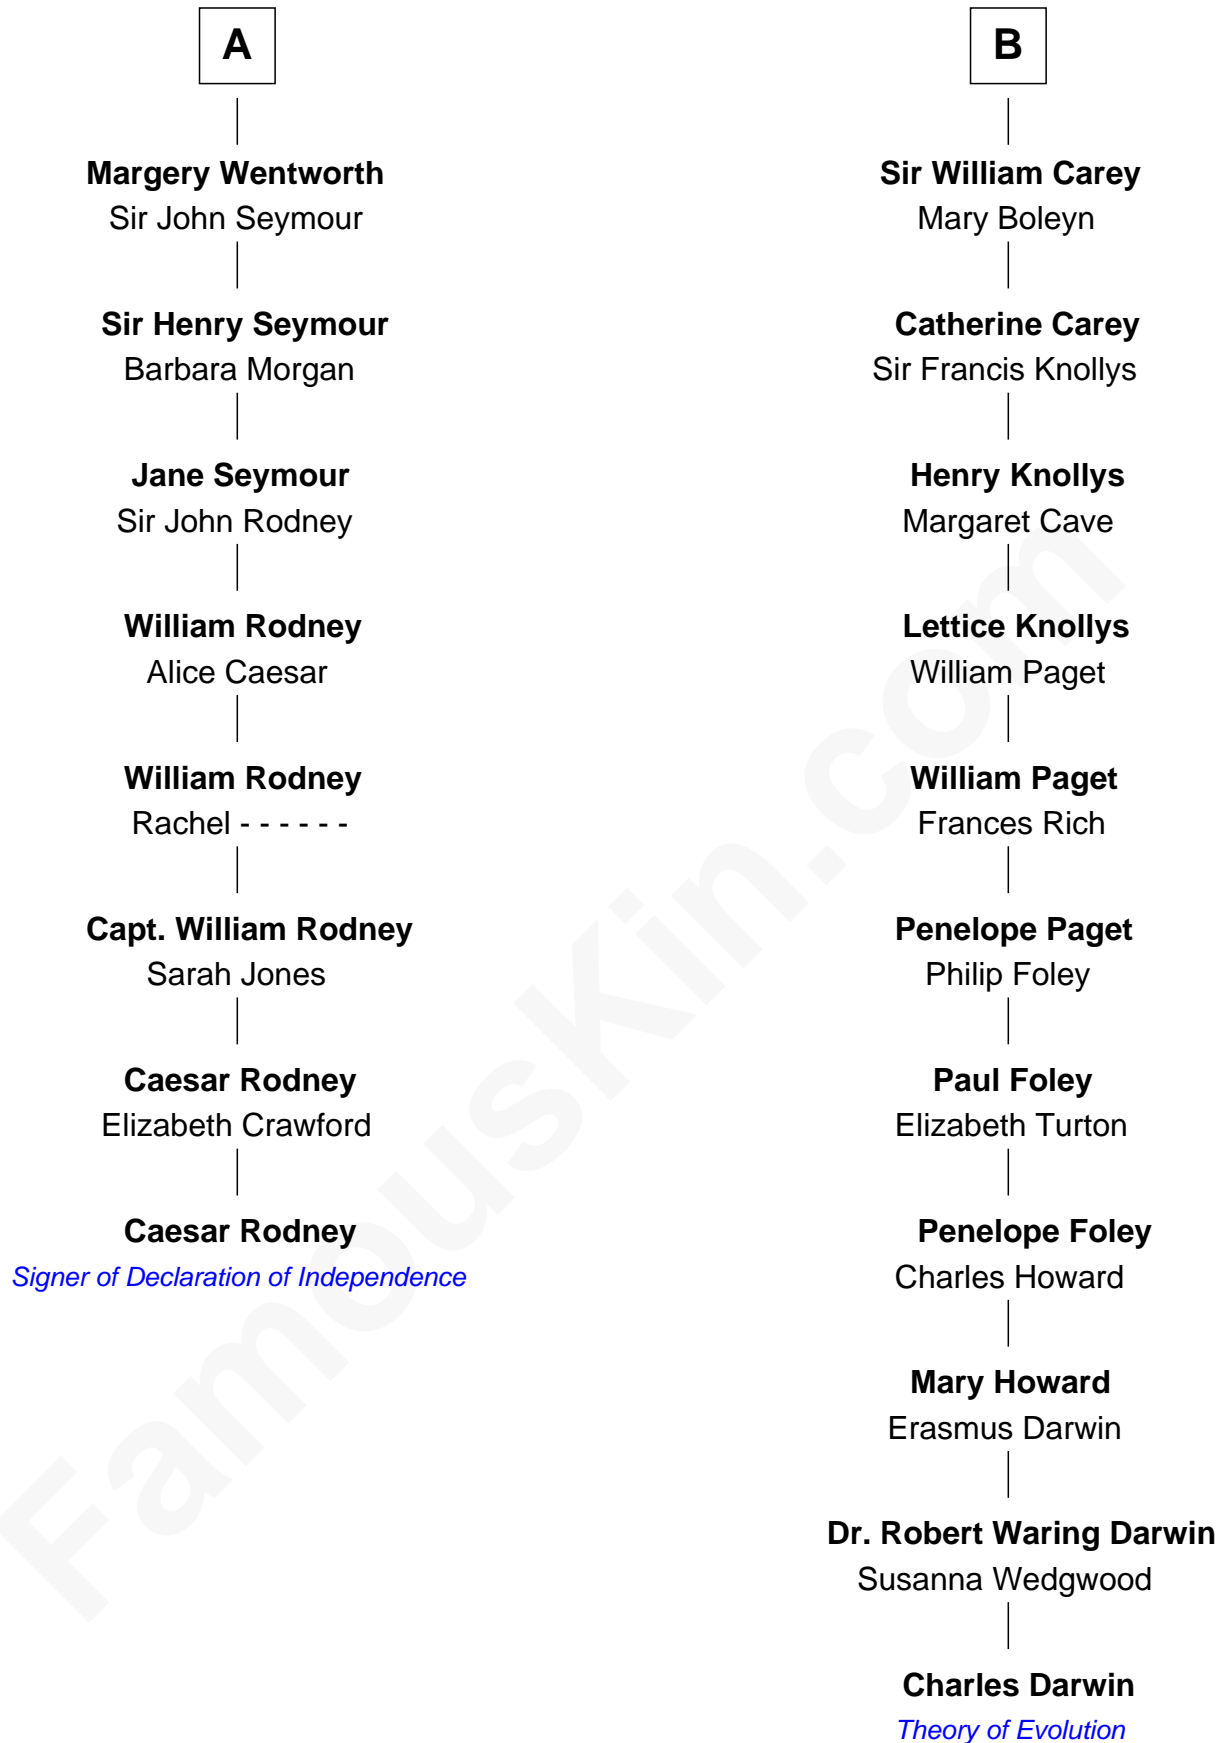 A
Margery Wentworth
Sir John Seymour
Sir Henry Seymour
Barbara Morgan
Jane Seymour
Sir John Rodney
William Rodney
Alice Caesar
William Rodney
Rachel - - - - - -
Capt. William Rodney
Sarah Jones
Caesar Rodney
Elizabeth Crawford
Caesar Rodney
Signer of Declaration of Independence
B
Sir William Carey
Mary Boleyn
Catherine Carey
Sir Francis Knollys
Henry Knollys
Margaret Cave
Lettice Knollys
William Paget
William Paget
Frances Rich
Penelope Paget
Philip Foley
Paul Foley
Elizabeth Turton
Penelope Foley
Charles Howard
Mary Howard
Erasmus Darwin
Dr. Robert Waring Darwin
Susanna Wedgwood
Charles Darwin
Theory of Evolution
FamousKin.com